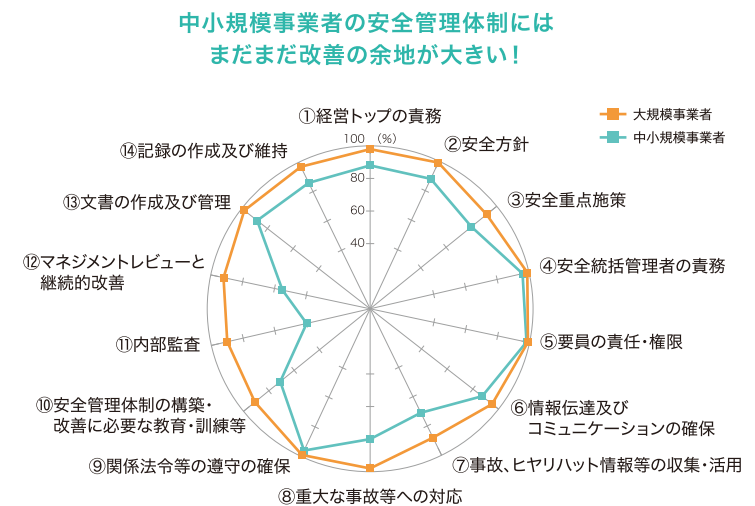 中小規模事業者の安全管理体制には
まだまだ改善の余地が大きい！
大規模事業者
中小規模事業者
100 (%)
80
60
40
①経営トップの責務
②安全方針
③安全重点施策
④安全統括管理者の責務
⑤要員の責任・権限
⑥情報伝達及び
コミュニケーションの確保
⑦事故、ヒヤリハット情報等の収集・活用
⑧重大な事故等への対応
⑨関係法令等の遵守の確保
⑩安全管理体制の構築・
改善に必要な教育・訓練等
⑪内部監査
⑫マネジメントレビューと
継続的改善
⑬文書の作成及び管理
⑭記録の作成及び維持